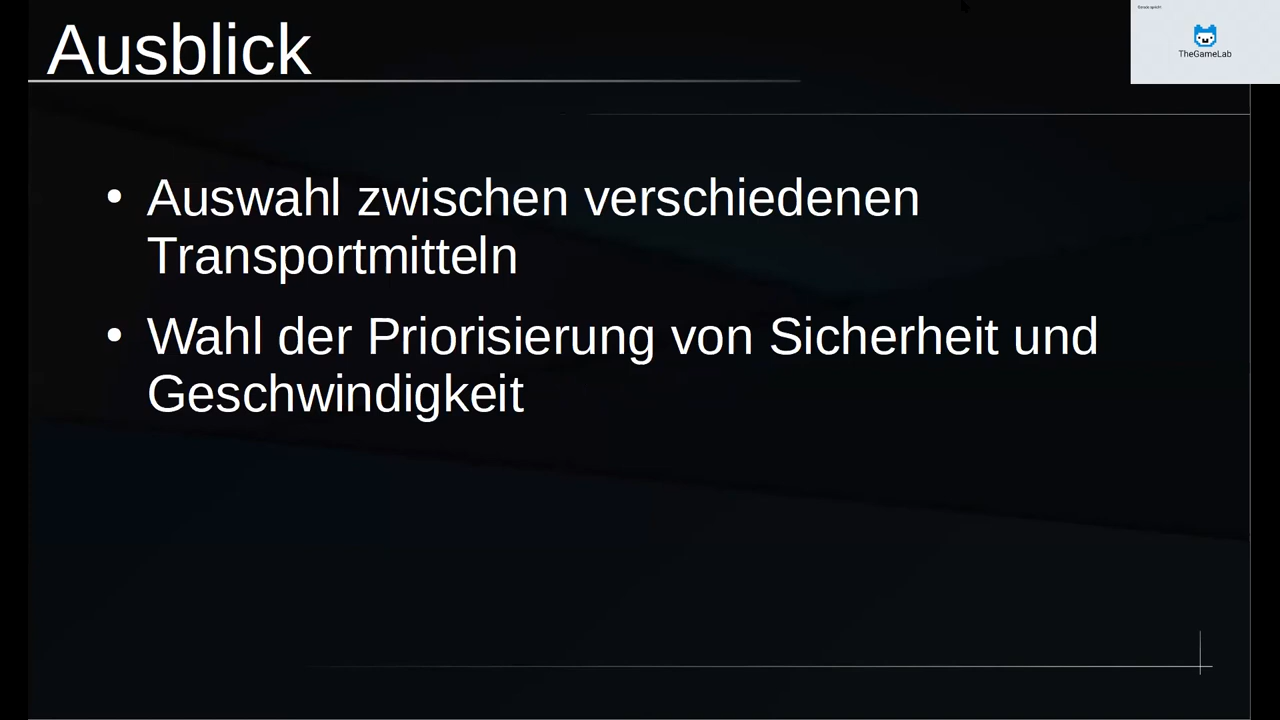 Ausblick
TheGameLab
• Auswahl zwischen verschiedenen
Transportmitteln
• Wahl der Priorisierung von Sicherheit und
Geschwindigkeit